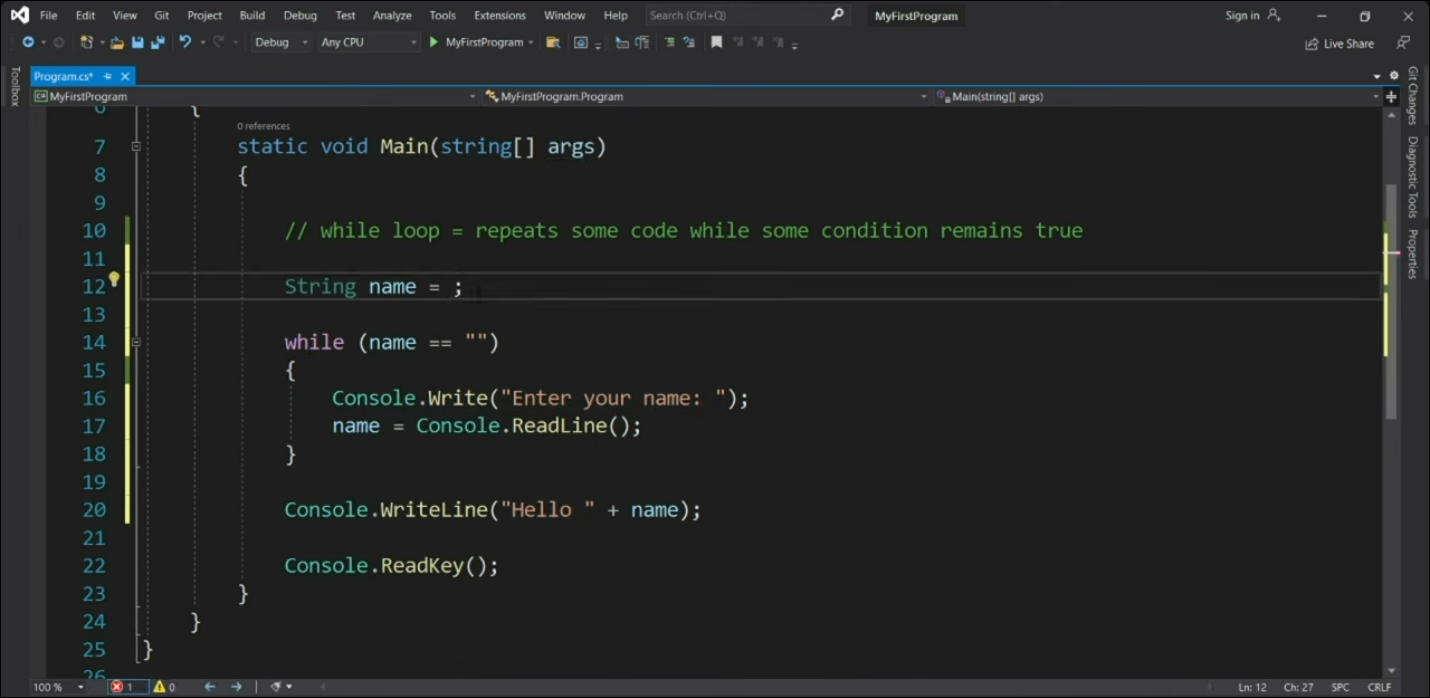 File Edit View Git Project Build Debug Test Analyze Tools Extensions Window Help Search (Ctrl+Q) MyFirstProgram Sign in
Debug Any CPU MyFirstProgram Live Share
Toolbox
Program.cs*
MyFirstProgram MyFirstProgram.Program Main(string[] args)
6 {
0 references
7 static void Main(string[] args)
8 {
9
10 // while loop = repeats some code while some condition remains true
11
12 String name = ;
13
14 while (name == "")
15 {
16 Console.Write("Enter your name: ");
17 name = Console.ReadLine();
18 }
19
20 Console.WriteLine("Hello " + name);
21
22 Console.ReadKey();
23 }
24 }
25 }
26
Git Changes
Diagnostic Tools
Properties
100 % 1 0 Ln: 12 Ch: 27 SPC CRLF